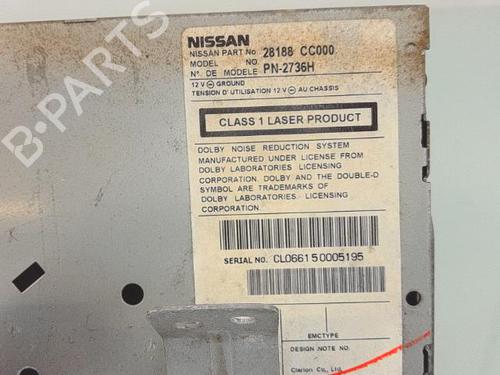 NISSAN
NISSAN PART No 28188 CC000
MODEL NO.
Nº. DE MODELE PN-2736H
12 V GROUND
TENSION D'UTILISATION 12 V AU CHASSIS
CLASS 1 LASER PRODUCT
DOLBY NOISE REDUCTION SYSTEM
MANUFACTURED UNDER LICENSE FROM
DOLBY LABORATORIES LICENSING
CORPORATION. DOLBY AND THE DOUBLE-D
SYMBOL ARE TRADEMARKS OF
DOLBY LABORATORIES LICENSING
CORPORATION.
SERIAL NO. CL0661 50005195
EMCTYPE
DESIGN NOTE NO.
Clarion Co., Ltd.
B-PARTS